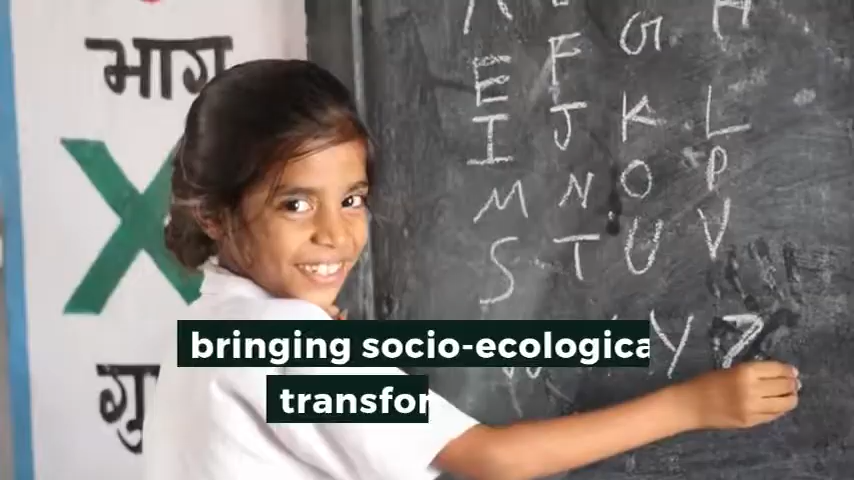 भाग
A
G H
E F
I J K L
M N O P
S T U V
Y Z
bringing socio-ecologica
transfor
गु